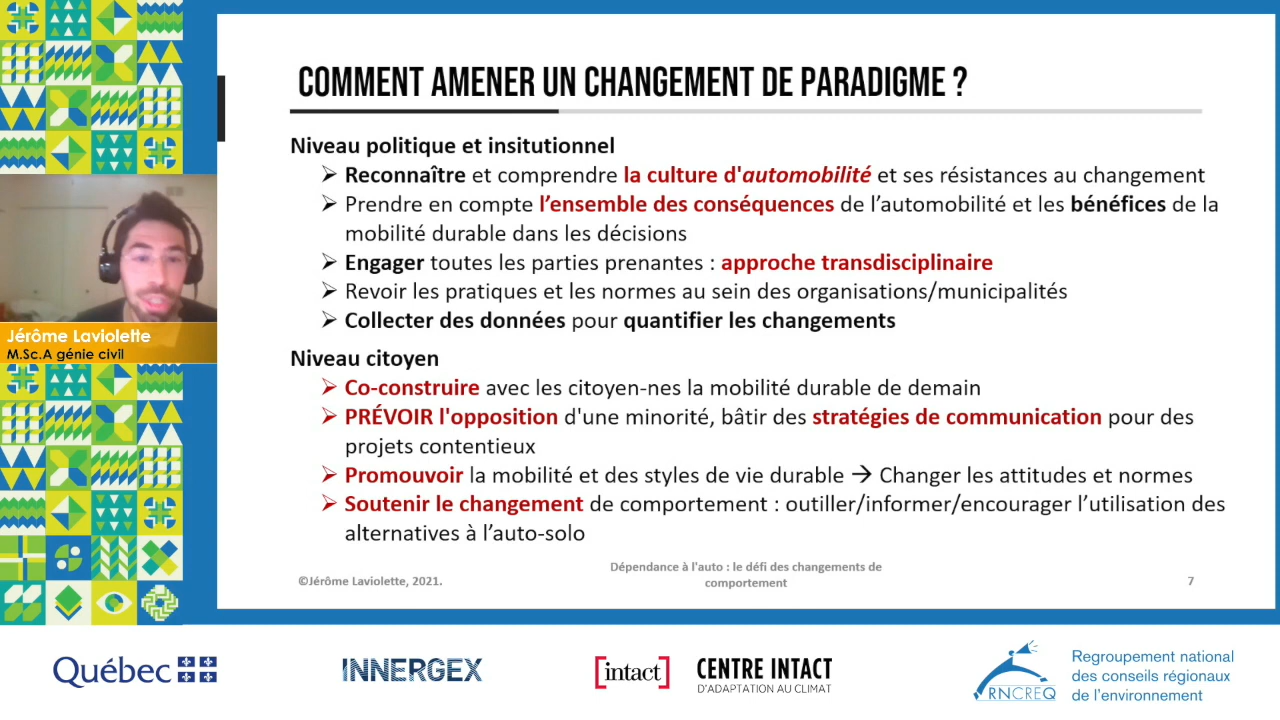 COMMENT AMENER UN CHANGEMENT DE PARADIGME ?
Niveau politique et insitutionnel
➢ Reconnaître et comprendre la culture d'automobilité et ses résistances au changement
➢ Prendre en compte l’ensemble des conséquences de l’automobilité et les bénéfices de la
mobilité durable dans les décisions
➢ Engager toutes les parties prenantes : approche transdisciplinaire
➢ Revoir les pratiques et les normes au sein des organisations/municipalités
➢ Collecter des données pour quantifier les changements
Niveau citoyen
➢ Co-construire avec les citoyen-nes la mobilité durable de demain
➢ PRÉVOIR l'opposition d'une minorité, bâtir des stratégies de communication pour des
projets contentieux
➢ Promouvoir la mobilité et des styles de vie durable → Changer les attitudes et normes
➢ Soutenir le changement de comportement : outiller/informer/encourager l’utilisation des
alternatives à l’auto-solo
©Jérôme Laviolette, 2021.
Dépendance à l'auto : le défi des changements de
comportement
7
Jérôme Laviolette
M.Sc.A génie civil
Québec
INNERGEX
[intact]
CENTRE INTACT
D'ADAPTATION AU CLIMAT
RNCREQ
Regroupement national
des conseils régionaux
de l'environnement